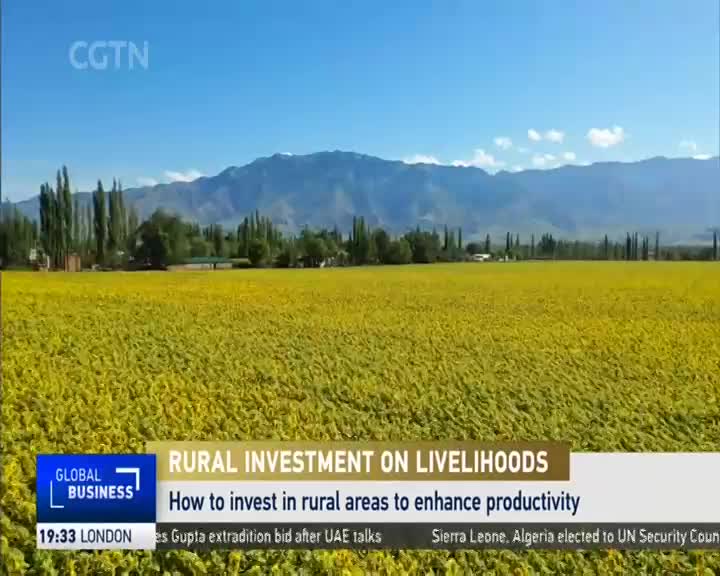 CGTN
RURAL INVESTMENT ON LIVELIHOODS
GLOBAL
BUSINESS
How to invest in rural areas to enhance productivity
19:33 LONDON
es Gupta extradition bid after UAE talks Sierra Leone, Algeria elected to UN Security Coun